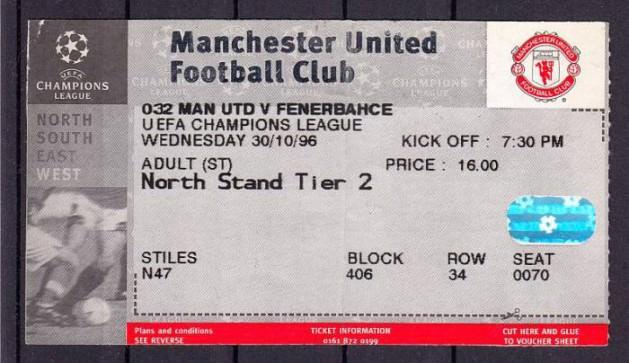 UEFA
CHAMPIONS
LEAGUE
Manchester United
Football Club
MANCHESTER UNITED
FOOTBALL CLUB
NORTH
SOUTH
EAST
WEST
032 MAN UTD V FENERBAHCE
UEFA CHAMPIONS LEAGUE
WEDNESDAY 30/10/96 KICK OFF : 7:30 PM
ADULT (ST) PRICE : 16.00
North Stand Tier 2
STILES BLOCK ROW SEAT
N47 406 34 0070
Plans and conditions TICKET INFORMATION CUT HERE AND GLUE
SEE REVERSE 0161 872 0199 TO VOUCHER SHEET